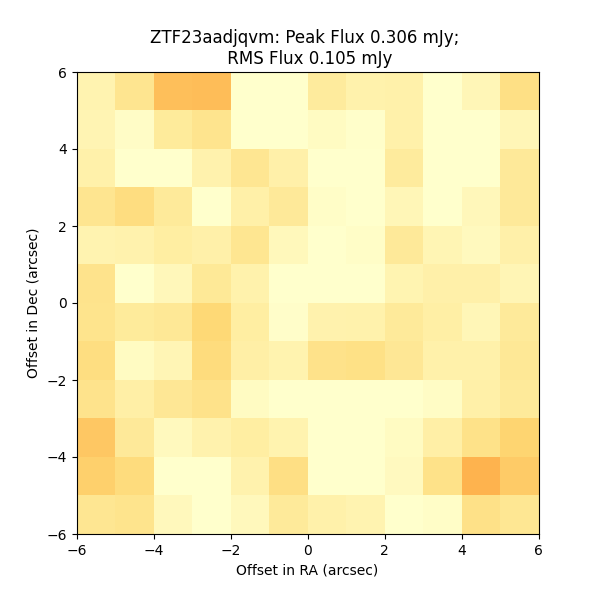 ZTF23aadjqvm: Peak Flux 0.306 mJy;
RMS Flux 0.105 mJy
6
4
2
0
−2
−4
−6
Offset in Dec (arcsec)
−6 −4 −2 0 2 4 6
Offset in RA (arcsec)